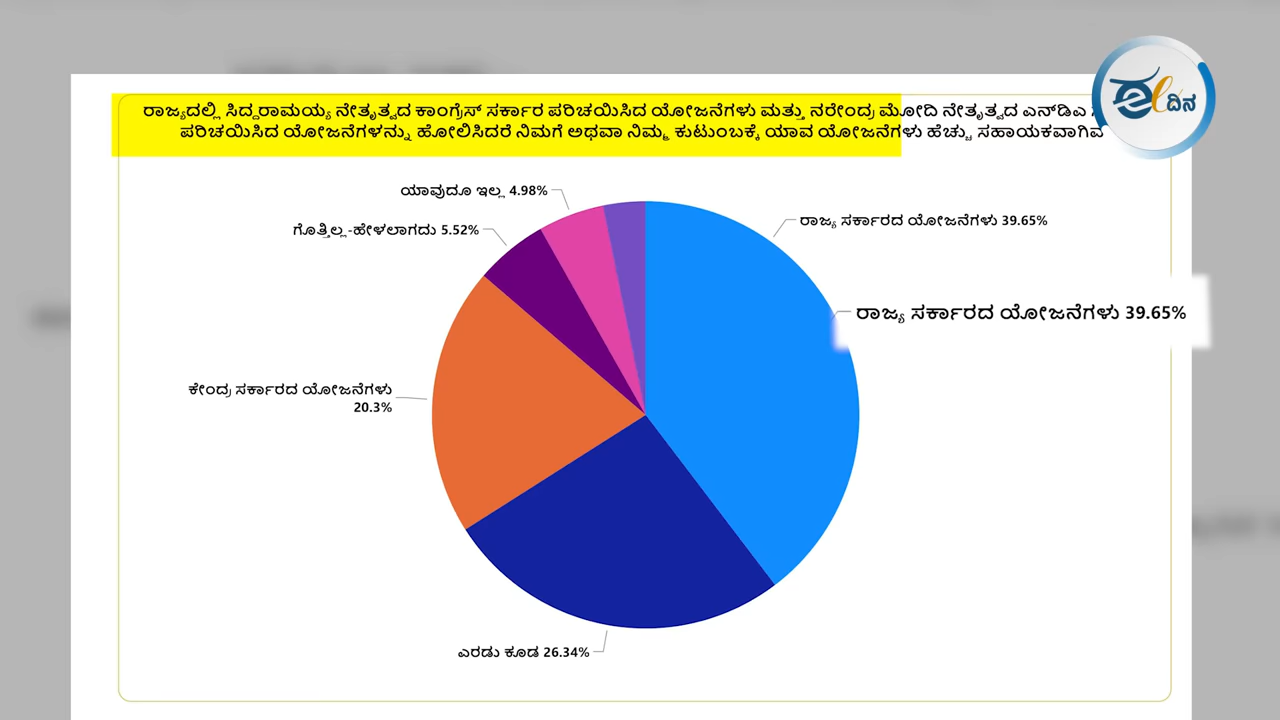 ರಾಜ್ಯದಲ್ಲಿ ಸಿದ್ದರಾಮಯ್ಯ ನೇತೃತ್ವದ ಕಾಂಗ್ರೆಸ್ ಸರ್ಕಾರ ಪರಿಚಯಿಸಿದ ಯೋಜನೆಗಳು ಮತ್ತು ನರೇಂದ್ರ ಮೋದಿ ನೇತೃತ್ವದ ಎನ್‌ಡಿಎ
ಪರಿಚಯಿಸಿದ ಯೋಜನೆಗಳನ್ನು ಹೋಲಿಸಿದರೆ ನಿಮಗೆ ಅಥವಾ ನಿಮ್ಮ ಕುಟುಂಬಕ್ಕೆ ಯಾವ ಯೋಜನೆಗಳು ಹೆಚ್ಚು ಸಹಾಯಕವಾಗಿವೆ
ಈ ದಿನ
ಯಾವುದೂ ಇಲ್ಲ 4.98%
ರಾಜ್ಯ ಸರ್ಕಾರದ ಯೋಜನೆಗಳು 39.65%
ಗೊತ್ತಿಲ್ಲ-ಹೇಳಲಾಗದು 5.52%
ರಾಜ್ಯ ಸರ್ಕಾರದ ಯೋಜನೆಗಳು 39.65%
ಕೇಂದ್ರ ಸರ್ಕಾರದ ಯೋಜನೆಗಳು
20.3%
ಎರಡು ಕೂಡ 26.34%